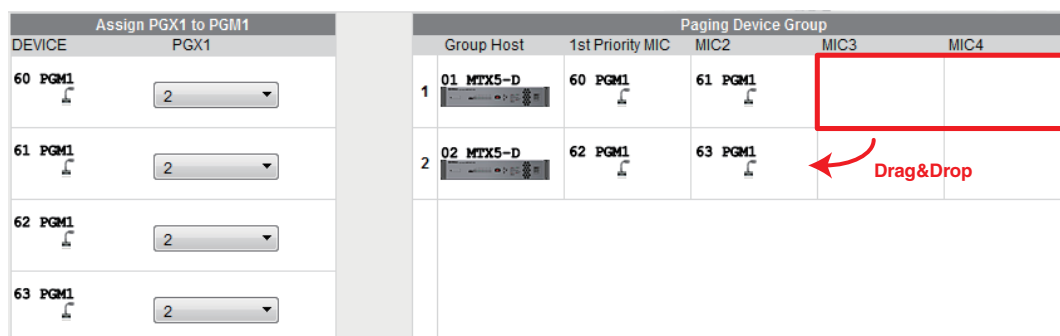 Assign PGX1 to PGM1
DEVICE PGX1
60 PGM1
2
61 PGM1
2
62 PGM1
2
63 PGM1
2
Paging Device Group
Group Host 1st Priority MIC MIC2 MIC3 MIC4
1 01 MTX5-D 60 PGM1 61 PGM1
2 02 MTX5-D 62 PGM1 63 PGM1
Drag&Drop